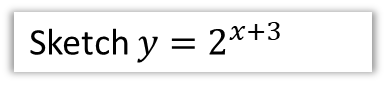 Sketch y = 2^{x+3}